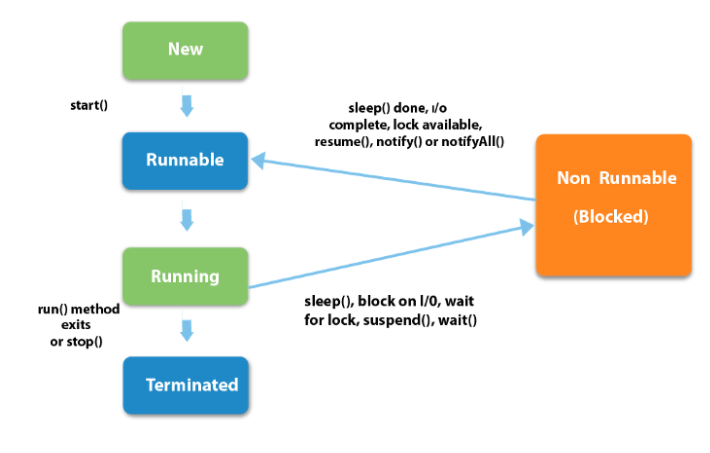 New
start()
sleep() done, i/o
complete, lock available,
resume(), notify() or notifyAll()
Runnable
Non Runnable
(Blocked)
Running
sleep(), block on l/0, wait
for lock, suspend(), wait()
run() method
exits
or stop()
Terminated